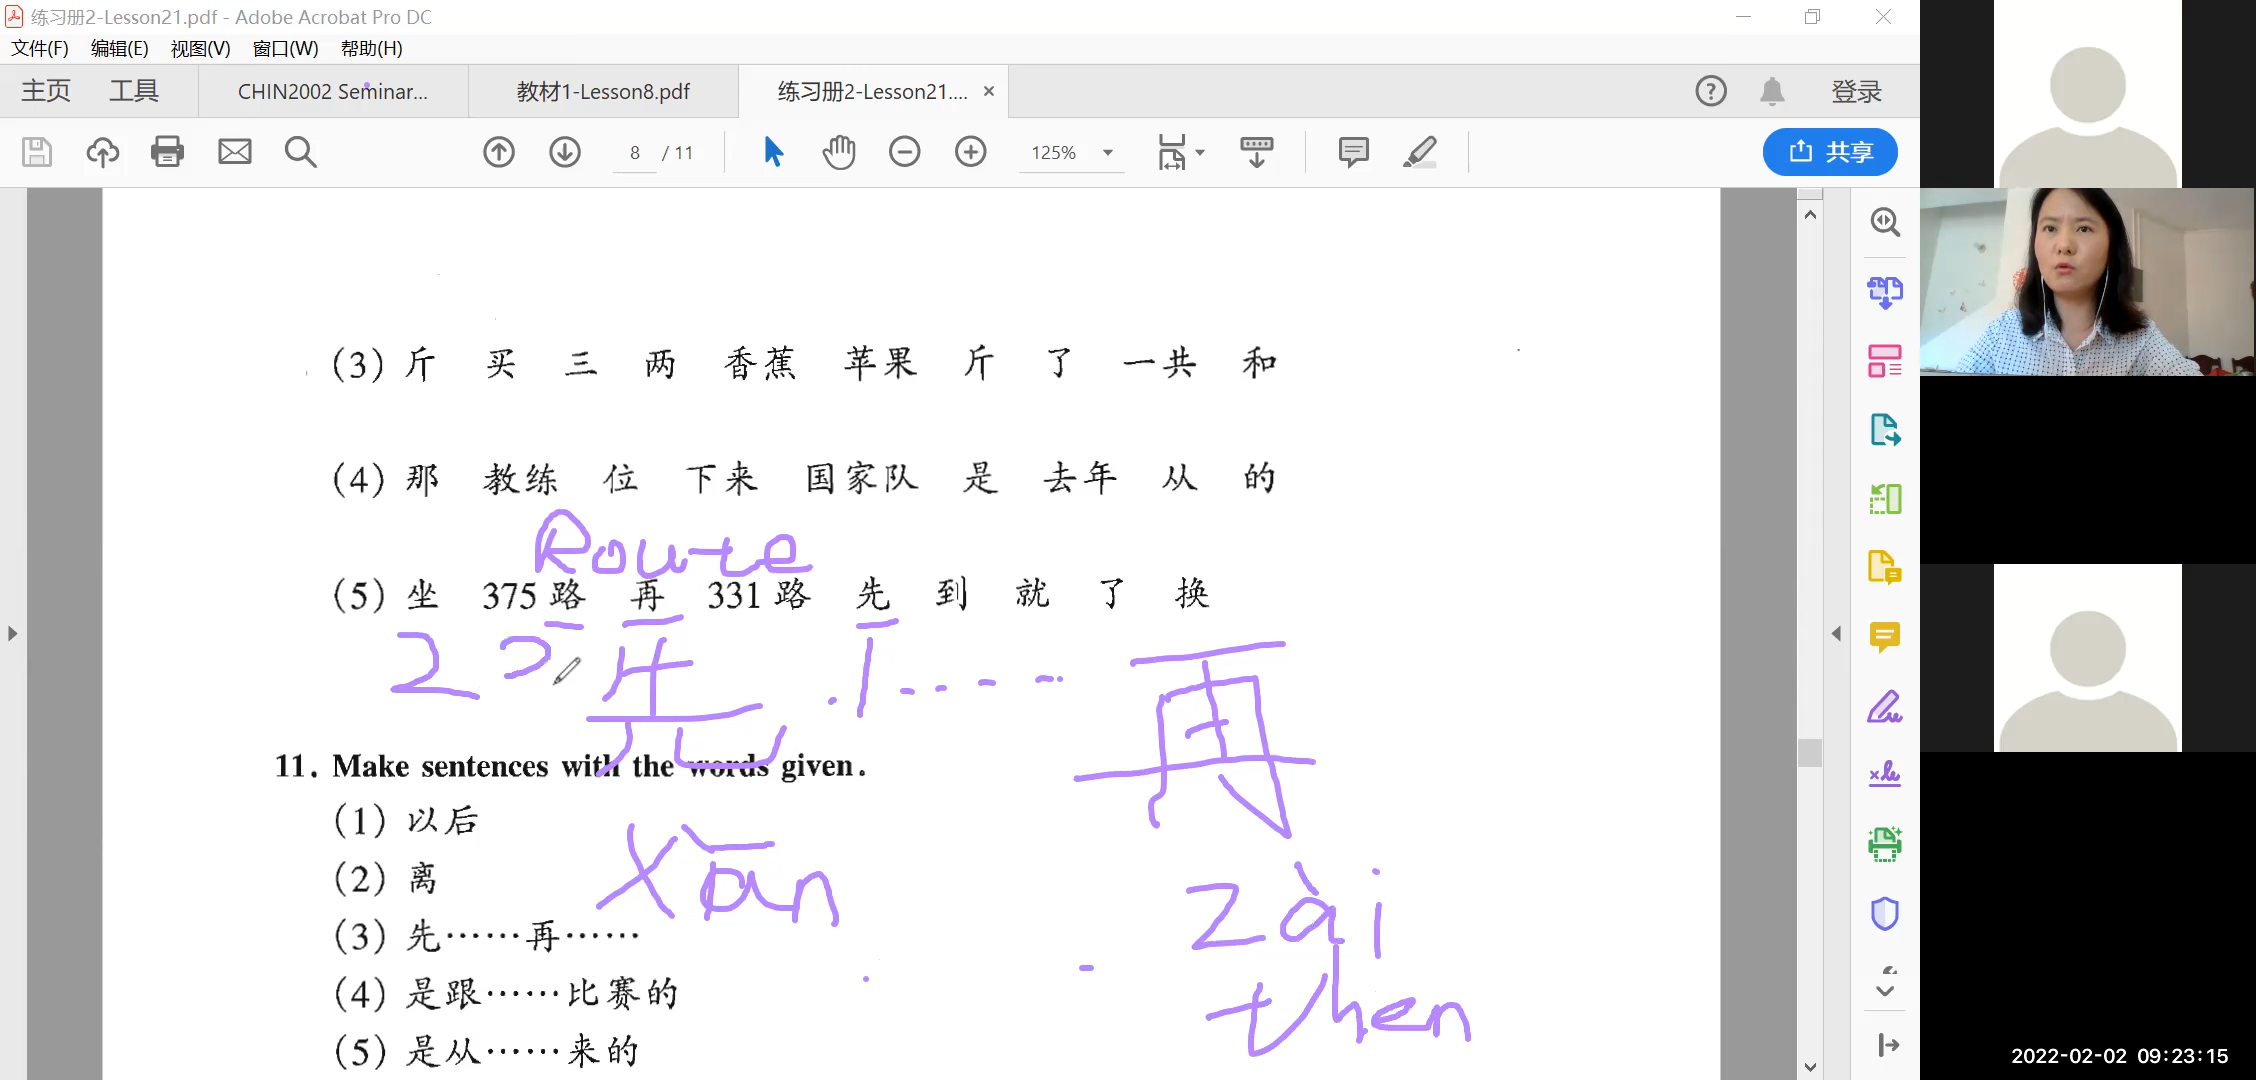 练习册2-Lesson21.pdf - Adobe Acrobat Pro DC
文件(F) 编辑(E) 视图(V) 窗口(W) 帮助(H)
主页 工具 CHIN2002 Seminar... 教材1-Lesson8.pdf 练习册2-Lesson21.... × 登录
8 / 11 125% 共享
(3) 斤 买 三 两 香蕉 苹果 斤 了 一共 和
(4) 那 教练 位 下来 国家队 是 去年 从 的
Route
(5) 坐 375 路 再 331 路 先 到 就 了 换
2 先 1 再
11. Make sentences with the words given.
(1) 以后
xān
zài
(2) 离
(3) 先……再……
then
(4) 是跟……比赛的
(5) 是从……来的
2022-02-02 09:23:15